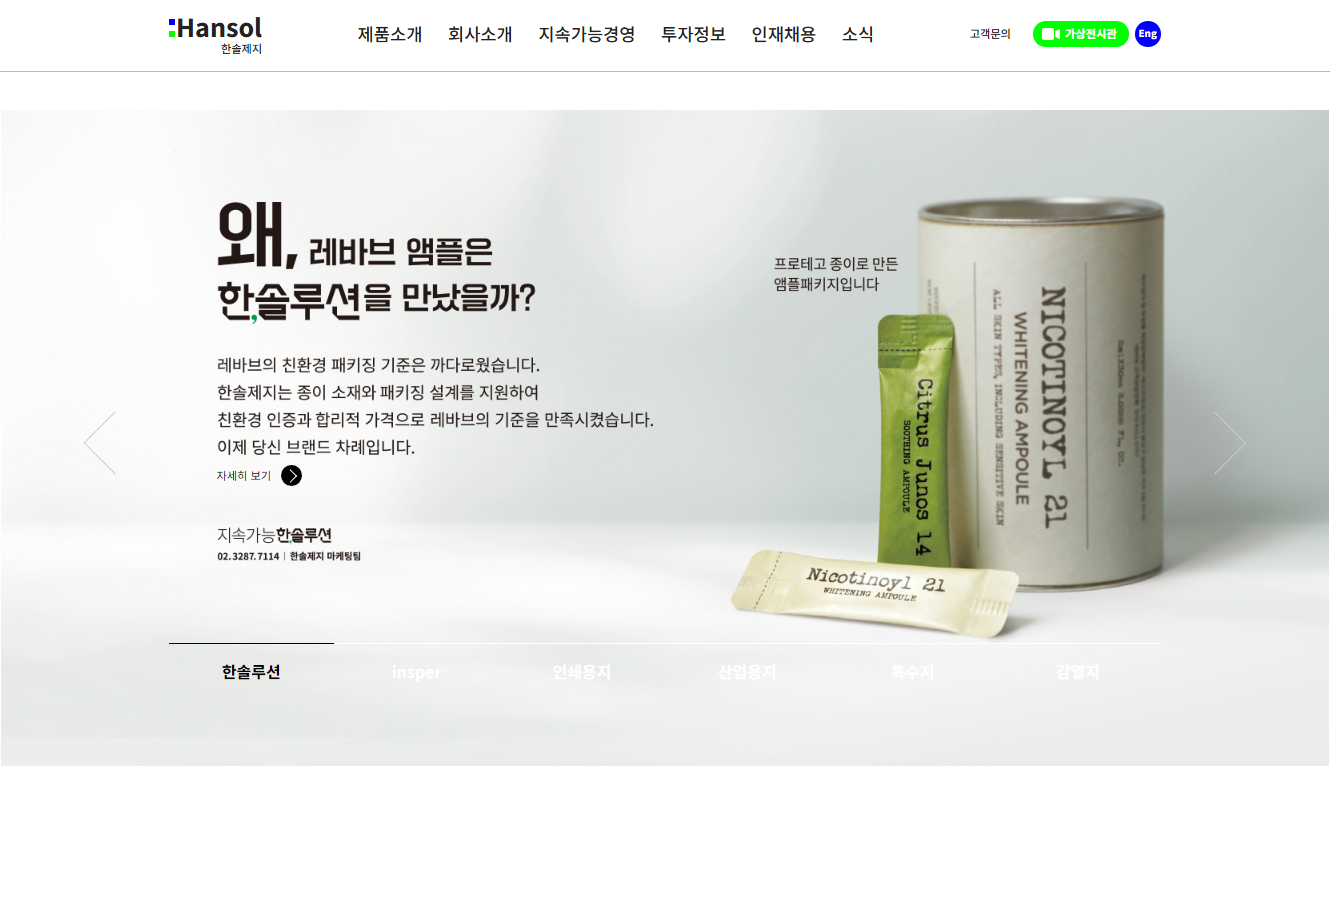 Hansol
한솔제지
제품소개 회사소개 지속가능경영 투자정보 인재채용 소식
고객문의 가상전시관 Eng
왜, 레바브 앰플은
한솔루션을 만났을까?
레바브의 친환경 패키징 기준은 까다로웠습니다.
한솔제지는 종이 소재와 패키징 설계를 지원하여
친환경 인증과 합리적 가격으로 레바브의 기준을 만족시켰습니다.
이제 당신 브랜드 차례입니다.
자세히 보기
지속가능한솔루션
02.3287.7114 | 한솔제지 마케팅팀
프로테고 종이로 만든
앰플패키지입니다
NICOTINOYL 21
WHITENING AMPOULE
ALL SKIN TYPES, INCLUDING SENSITIVE SKIN
Citrus Junos 14
SOOTHING AMPOULE
Nicotinoyl 21
WHITENING AMPOULE
한솔루션 insper 인쇄용지 산업용지 특수지 감열지